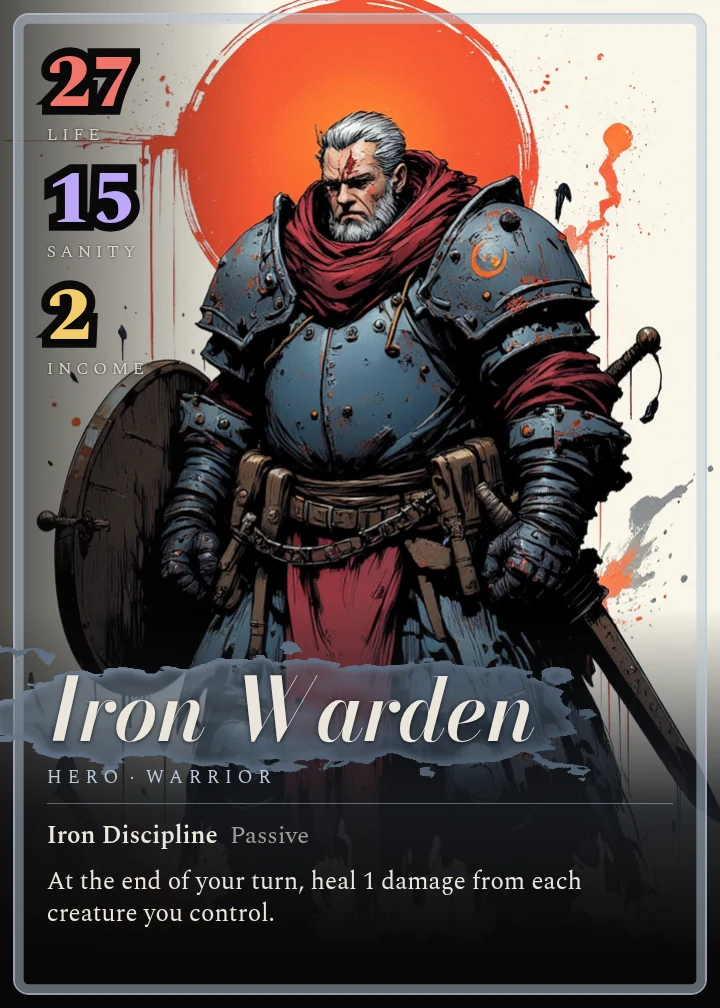 27
LIFE
15
SANITY
2
INCOME
Iron Warden
HERO · WARRIOR
Iron Discipline Passive
At the end of your turn, heal 1 damage from each
creature you control.